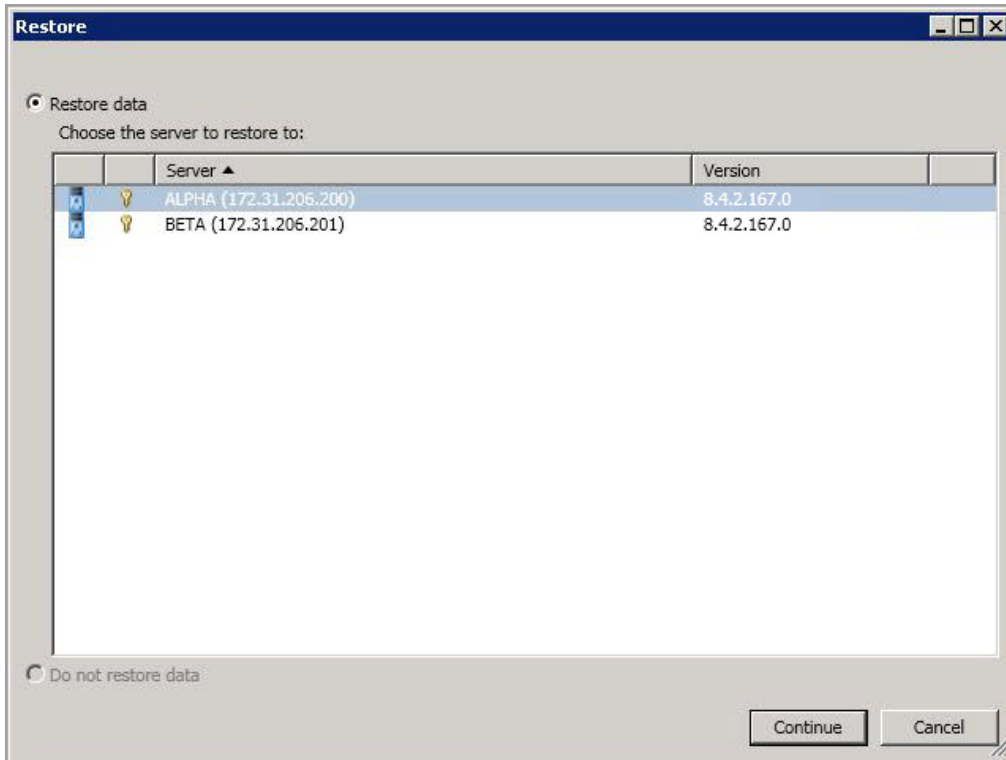 Restore
Restore data
Choose the server to restore to:
Server Version
ALPHA (172.31.206.200) 8.4.2.167.0
BETA (172.31.206.201) 8.4.2.167.0
Do not restore data
Continue Cancel